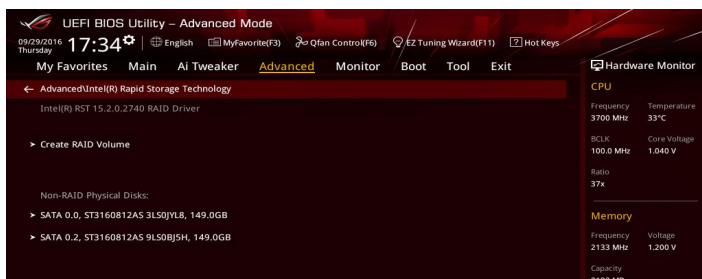 UEFI BIOS Utility – Advanced Mode
09/29/2016 Thursday 17:34 English MyFavorite(F3) Qfan Control(F6) EZ Tuning Wizard(F11) ? Hot Keys
My Favorites Main Ai Tweaker Advanced Monitor Boot Tool Exit
Hardware Monitor
← Advanced\Intel(R) Rapid Storage Technology
Intel(R) RST 15.2.0.2740 RAID Driver
> Create RAID Volume
Non-RAID Physical Disks:
> SATA 0.0, ST3160812AS 3LS0JYL8, 149.0GB
> SATA 0.2, ST3160812AS 9LS0BJ5H, 149.0GB
CPU
Frequency Temperature
3700 MHz 33°C
BCLK Core Voltage
100.0 MHz 1.040 V
Ratio
37x
Memory
Frequency Voltage
2133 MHz 1.200 V
Capacity